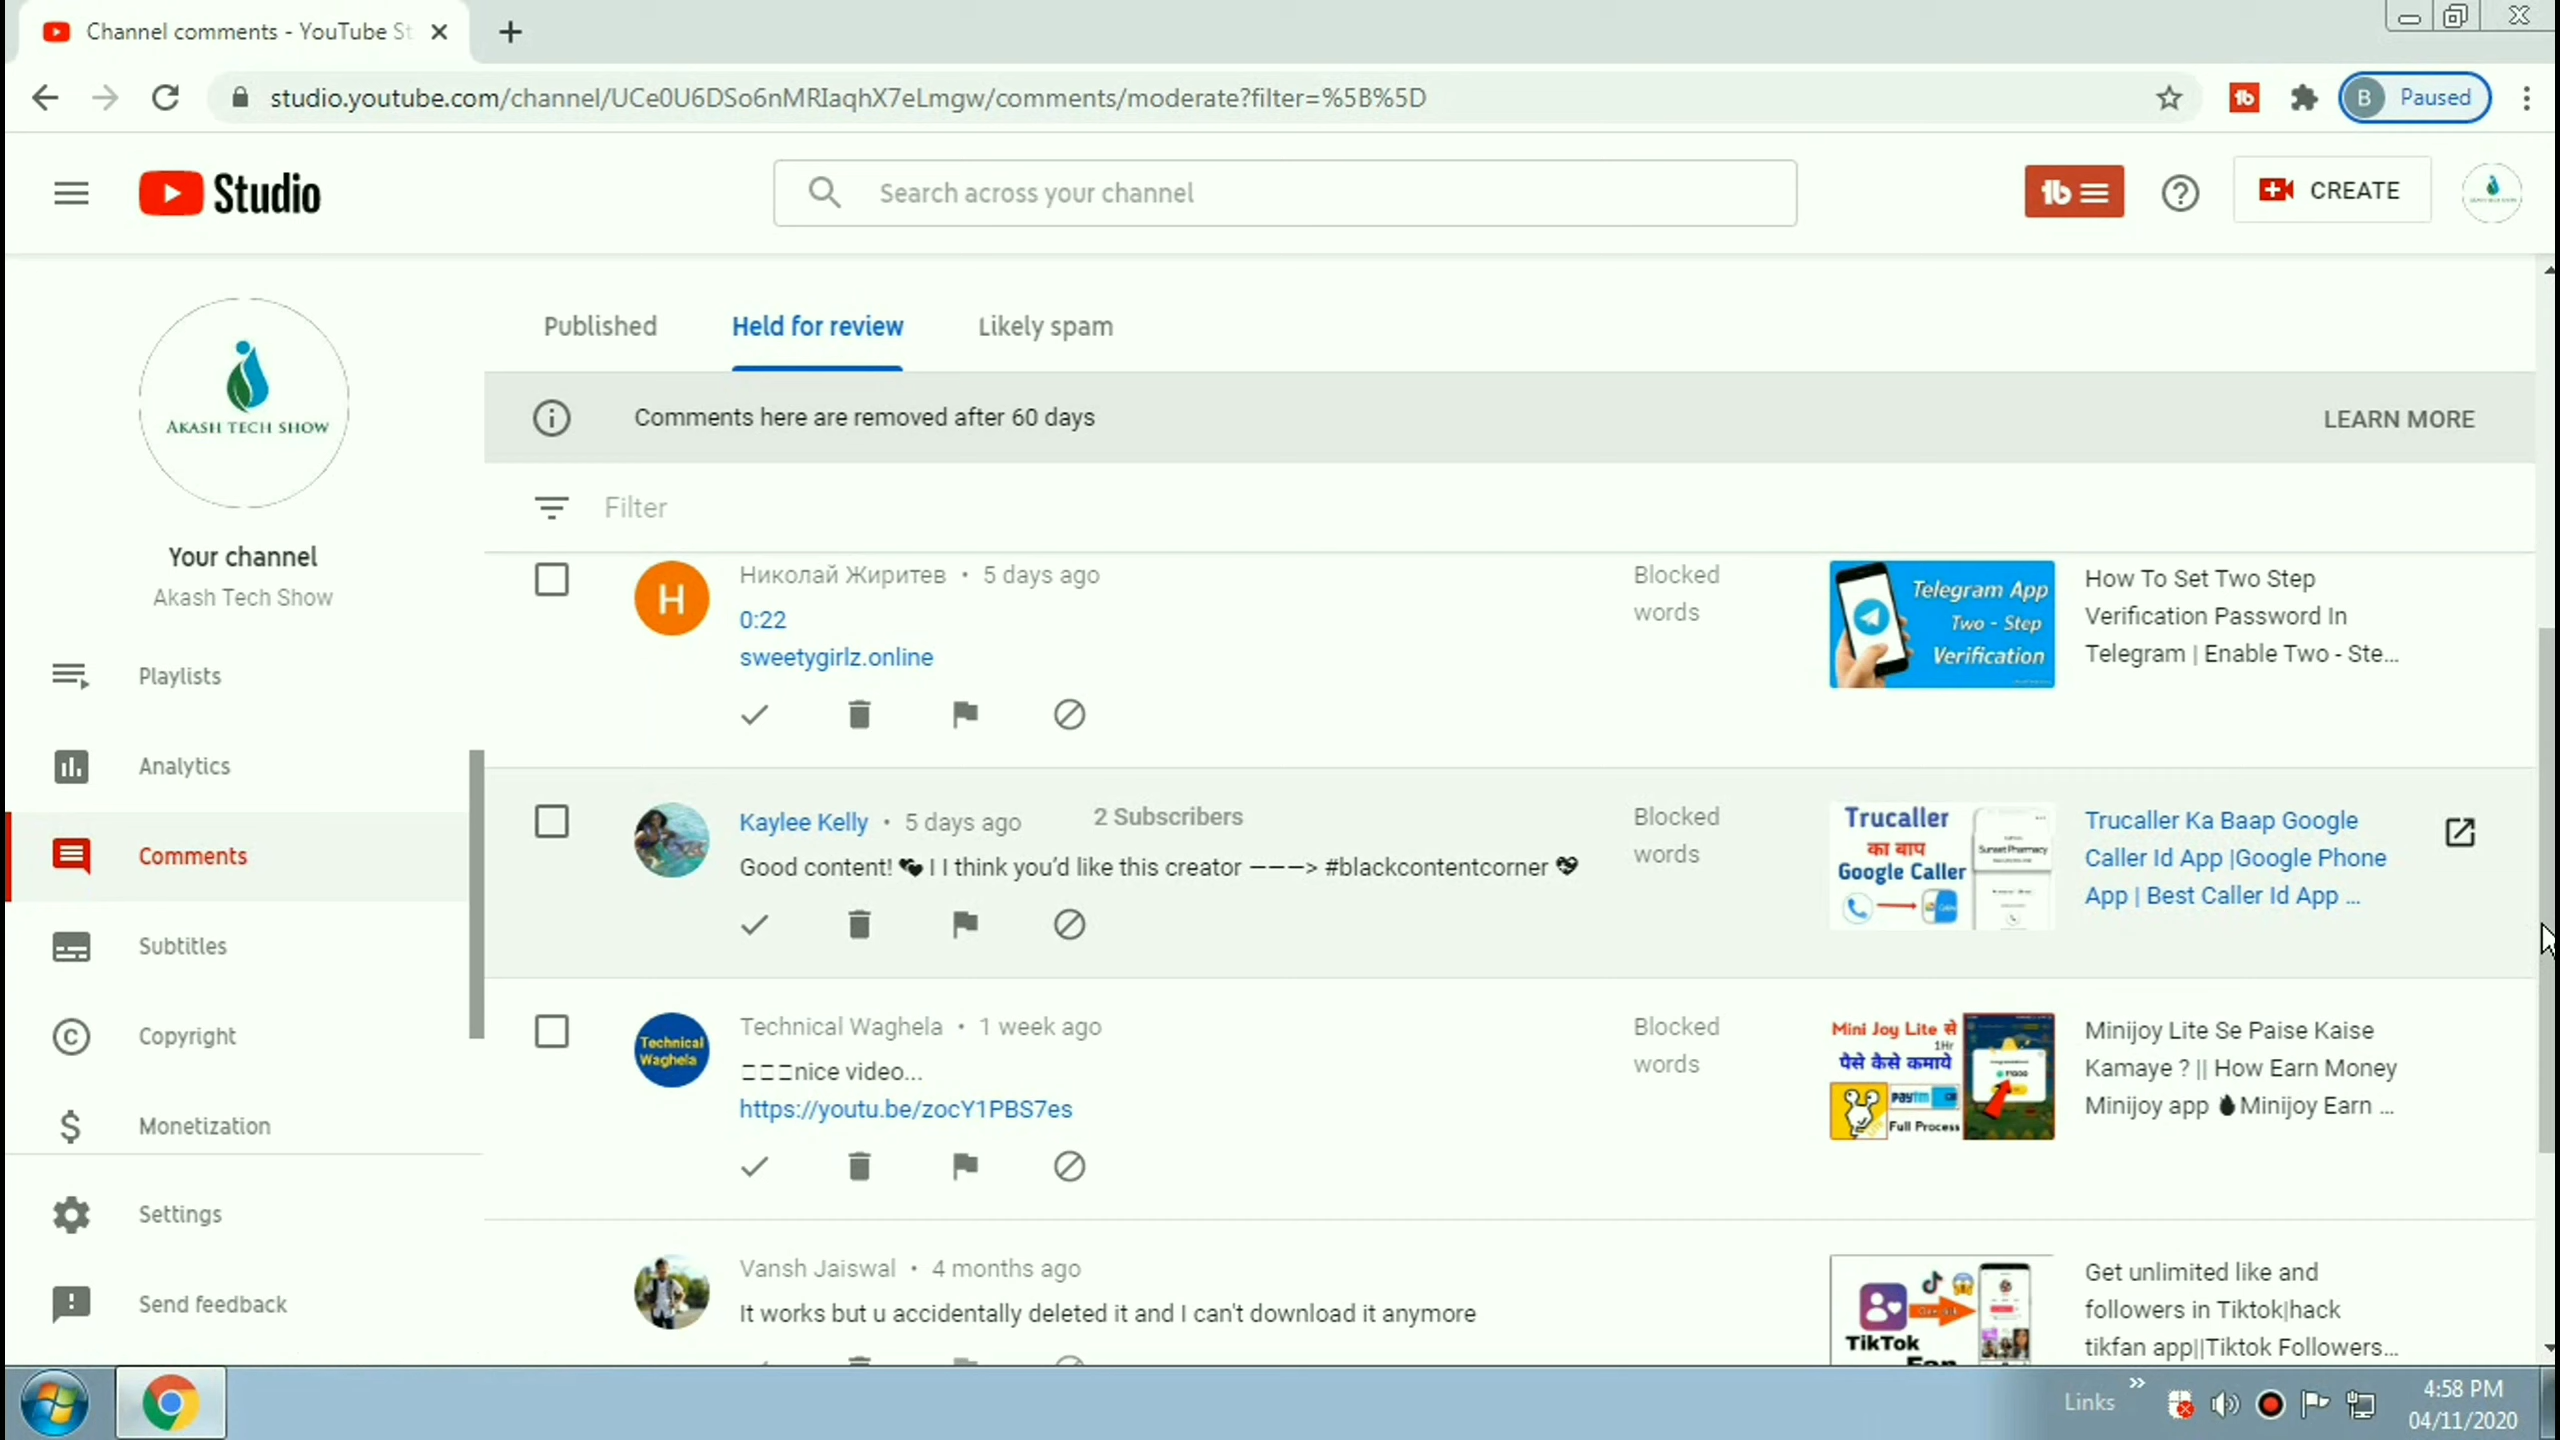 Channel comments - YouTube St
studio.youtube.com/channel/UCe0U6DSo6nMRIaqhX7eLmgw/comments/moderate?filter=%5B%5D
B Paused
Studio
Search across your channel
CREATE
AKASH TECH SHOW
Your channel
Akash Tech Show
Playlists
Analytics
Comments
Subtitles
Copyright
Monetization
Settings
Send feedback
Published
Held for review
Likely spam
Comments here are removed after 60 days
LEARN MORE
Filter
Н
Николай Жиритев • 5 days ago
0:22
sweetygirlz.online
Blocked
words
Telegram App
Two - Step
Verification
How To Set Two Step
Verification Password In
Telegram | Enable Two - Ste...
Kaylee Kelly • 5 days ago
2 Subscribers
Good content! I I think you'd like this creator ———> #blackcontentcorner
Blocked
words
Trucaller
का बाप
Google Caller
Sunset Pharmacy
Trucaller Ka Baap Google
Caller Id App |Google Phone
App | Best Caller Id App ...
Technical
Waghela
Technical Waghela • 1 week ago
nice video...
https://youtu.be/zocY1PBS7es
Blocked
words
Mini Joy Lite से
1Hr
पैसे कैसे कमाये
Paytm
Full Process
Minijoy Lite Se Paise Kaise
Kamaye ? || How Earn Money
Minijoy app Minijoy Earn ...
Vansh Jaiswal • 4 months ago
It works but u accidentally deleted it and I can't download it anymore
TikTok
Get unlimited like and
followers in Tiktok|hack
tikfan app||Tiktok Followers...
Links
4:58 PM
04/11/2020